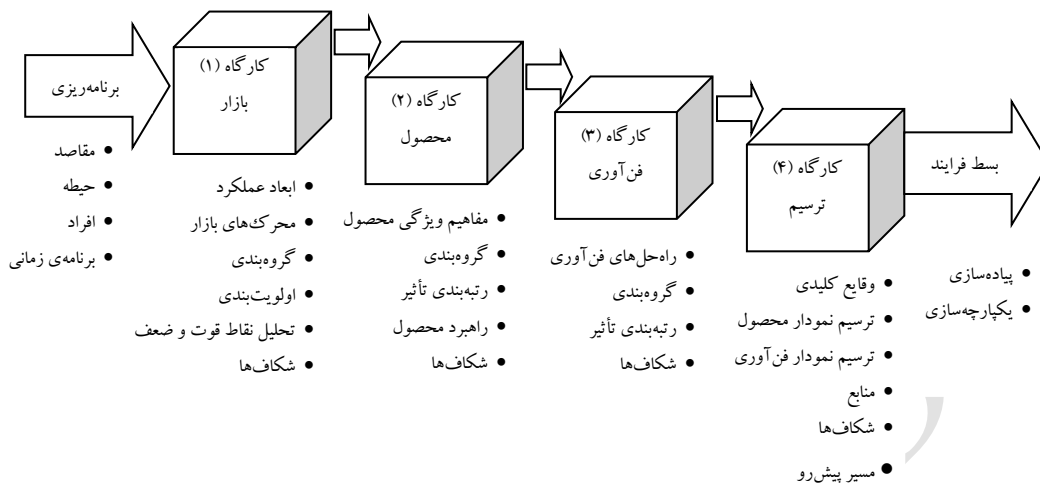 برنامه‌ریزی
مقاصد
حیطه
افراد
برنامه‌ی زمانی
کارگاه (۱)
بازار
ابعاد عملکرد
محرک‌های بازار
گروه‌بندی
اولویت‌بندی
تحلیل نقاط قوت و ضعف
شکاف‌ها
کارگاه (۲)
محصول
مفاهیم ویژگی محصول
گروه‌بندی
رتبه‌بندی تأثیر
راهبرد محصول
شکاف‌ها
کارگاه (۳)
فن‌آوری
راه‌حل‌های فن‌آوری
گروه‌بندی
رتبه‌بندی تأثیر
شکاف‌ها
کارگاه (۴)
ترسیم
وقایع کلیدی
ترسیم نمودار محصول
ترسیم نمودار فن‌آوری
منابع
شکاف‌ها
مسیر پیش‌رو
بسط فرایند
پیاده‌سازی
یکپارچه‌سازی